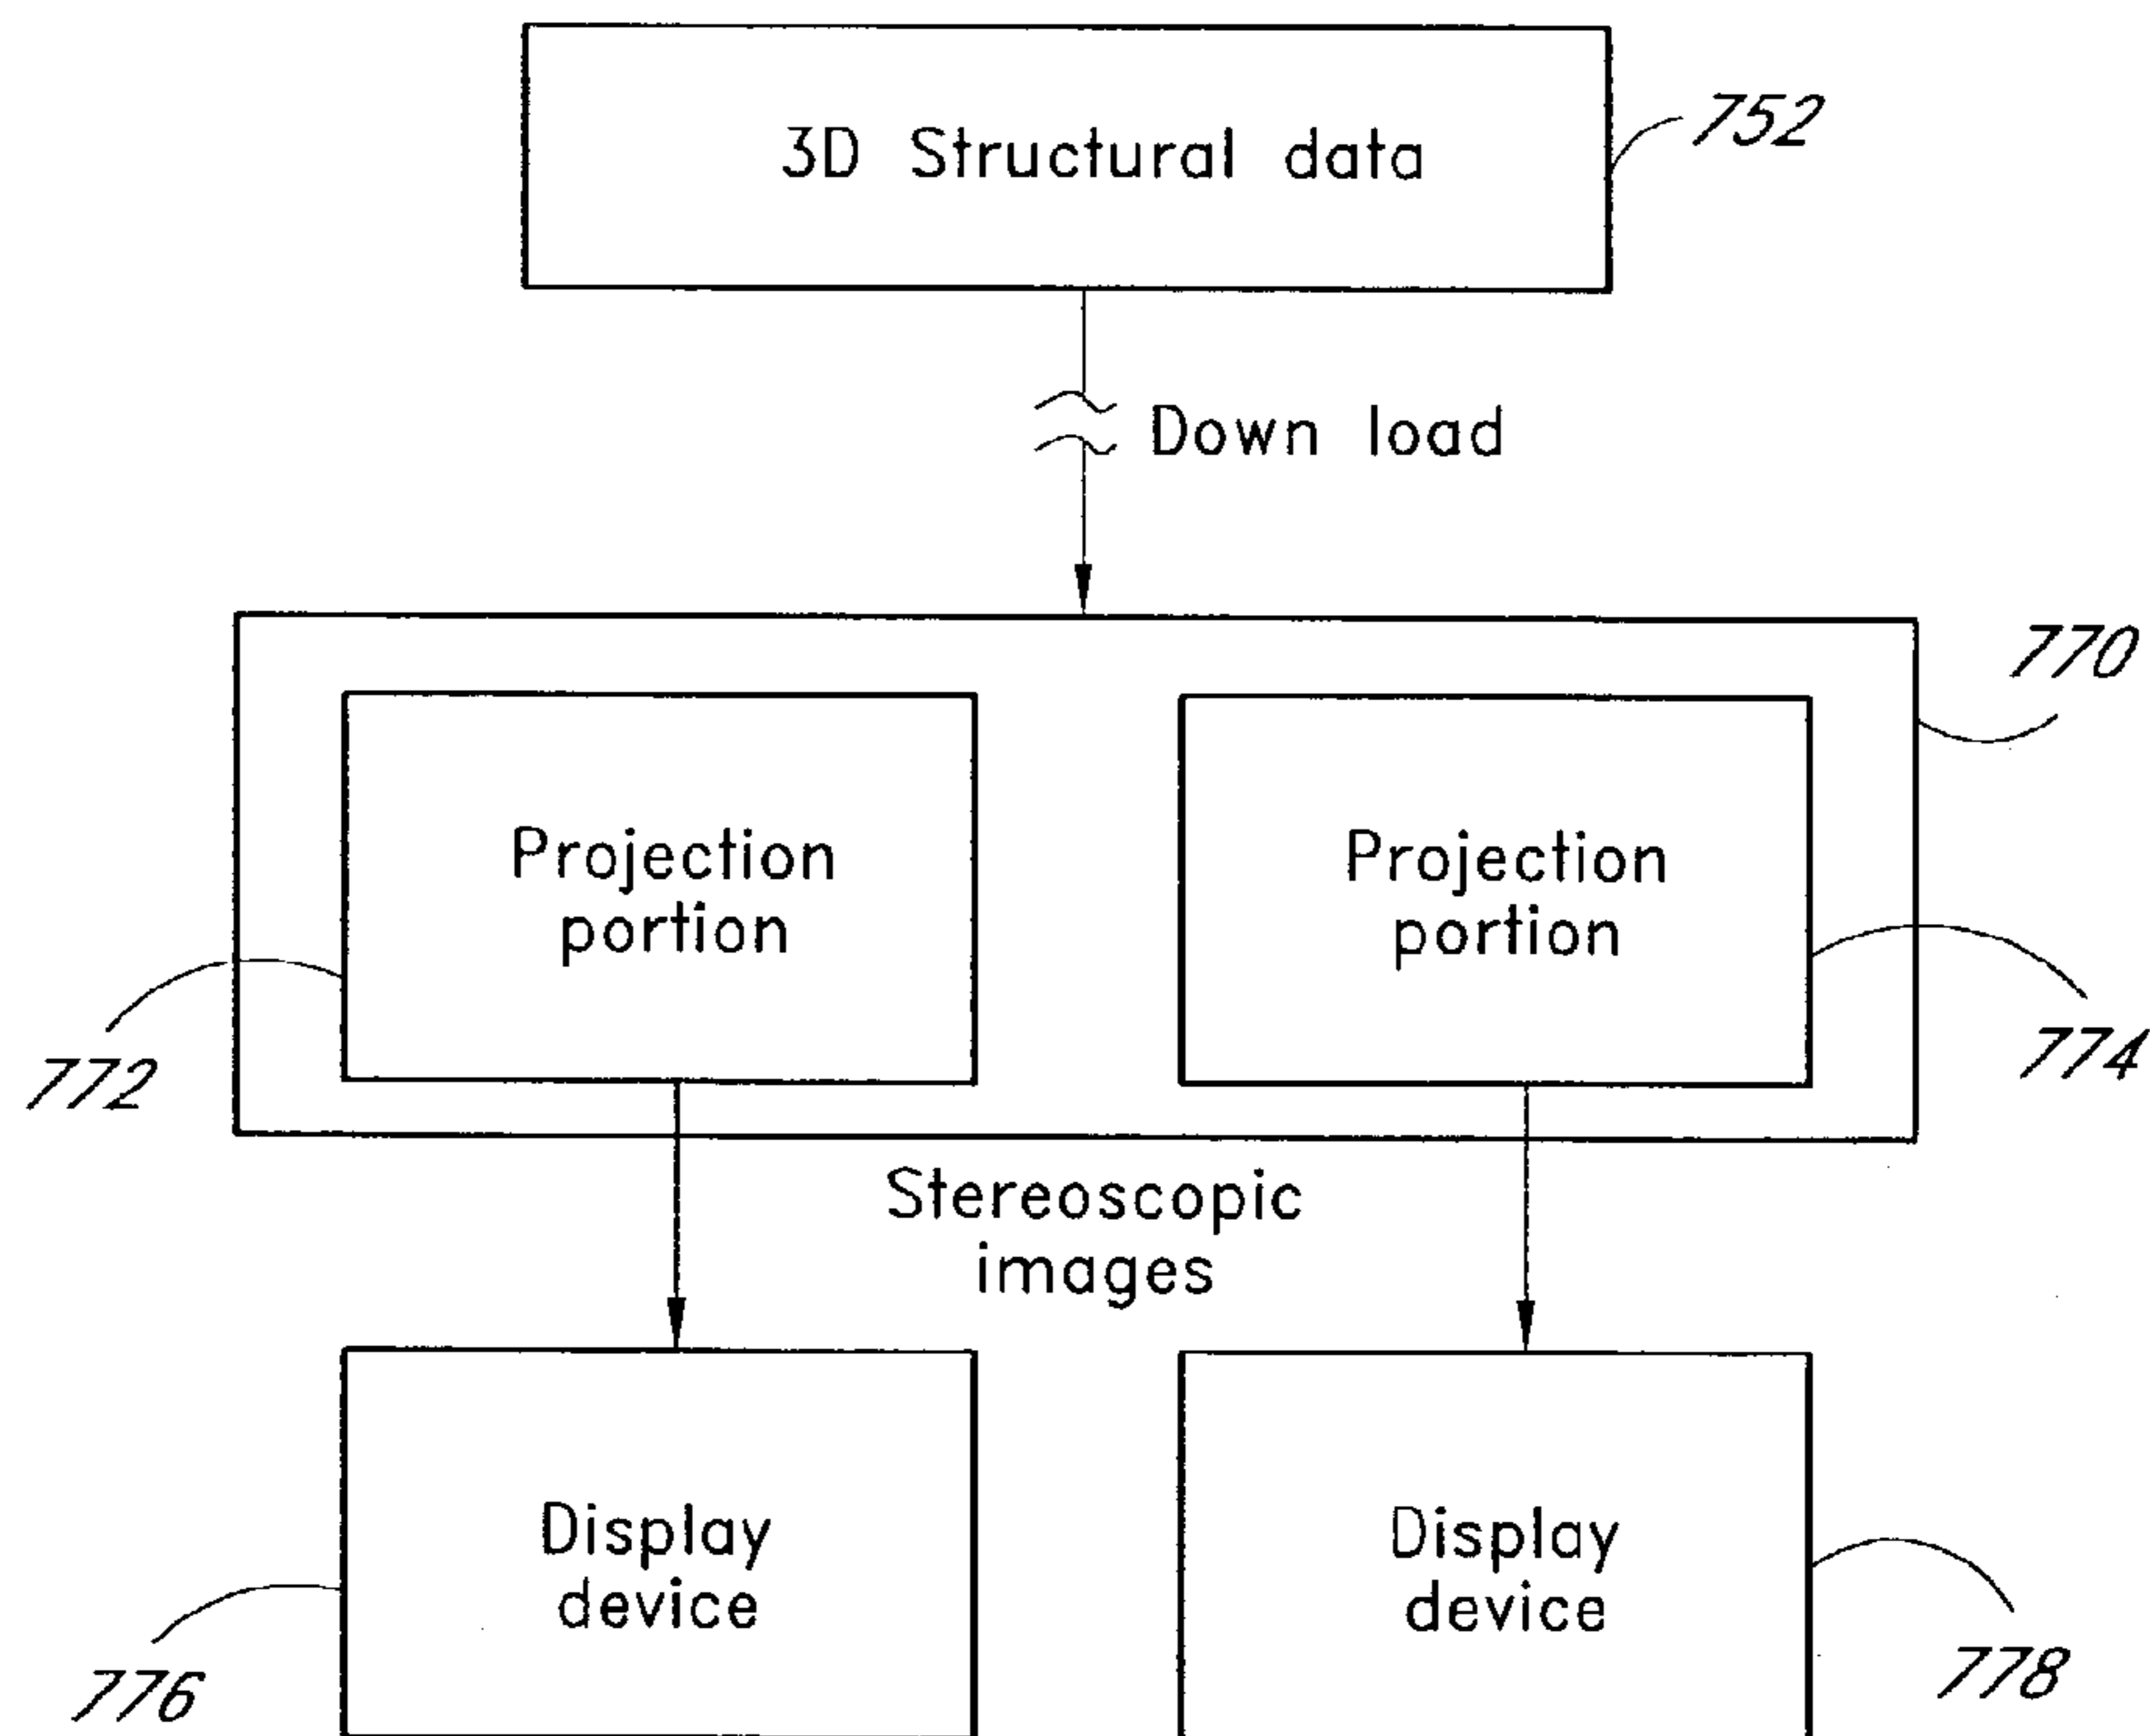 3D Structural data
752
Down load
770
Projection
portion
Projection
portion
772
774
Stereoscopic
images
Display
device
Display
device
776
778